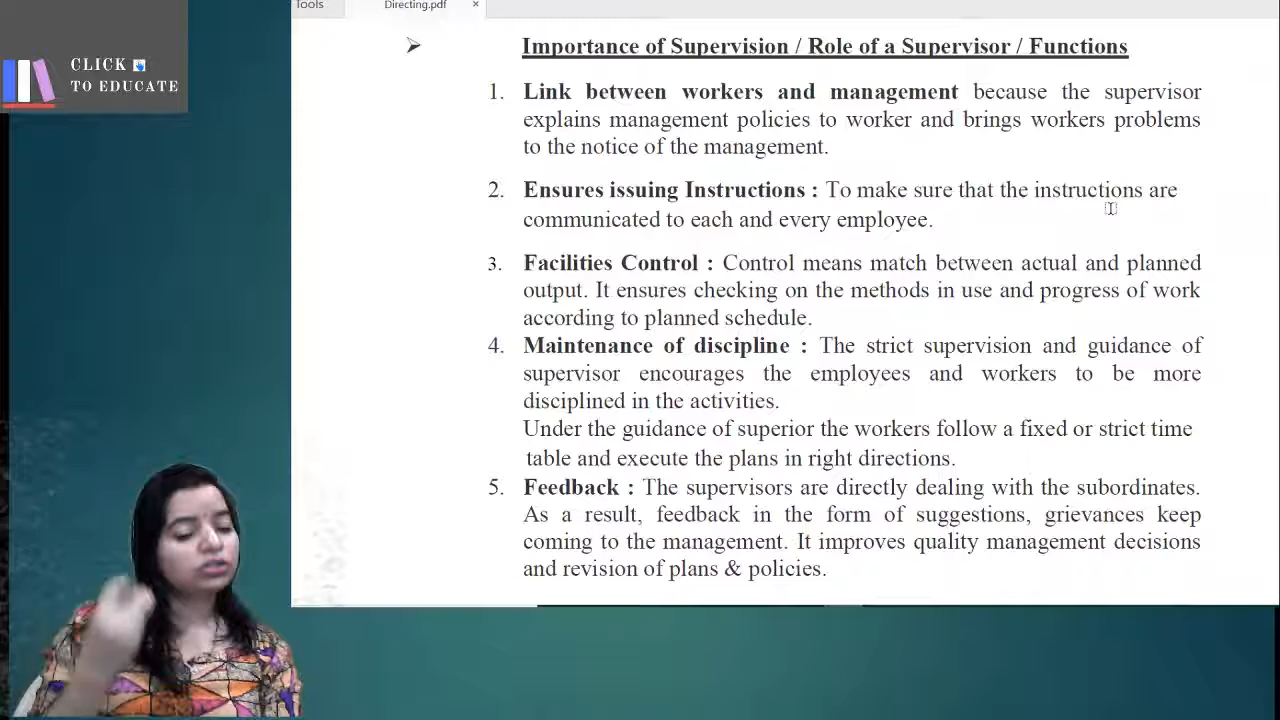 Tools
Directing.pdf
×
CLICK
TO EDUCATE
➢ Importance of Supervision / Role of a Supervisor / Functions
1. Link between workers and management because the supervisor
explains management policies to worker and brings workers problems
to the notice of the management.
2. Ensures issuing Instructions : To make sure that the instructions are
communicated to each and every employee.
3. Facilities Control : Control means match between actual and planned
output. It ensures checking on the methods in use and progress of work
according to planned schedule.
4. Maintenance of discipline : The strict supervision and guidance of
supervisor encourages the employees and workers to be more
disciplined in the activities.
Under the guidance of superior the workers follow a fixed or strict time
table and execute the plans in right directions.
5. Feedback : The supervisors are directly dealing with the subordinates.
As a result, feedback in the form of suggestions, grievances keep
coming to the management. It improves quality management decisions
and revision of plans & policies.